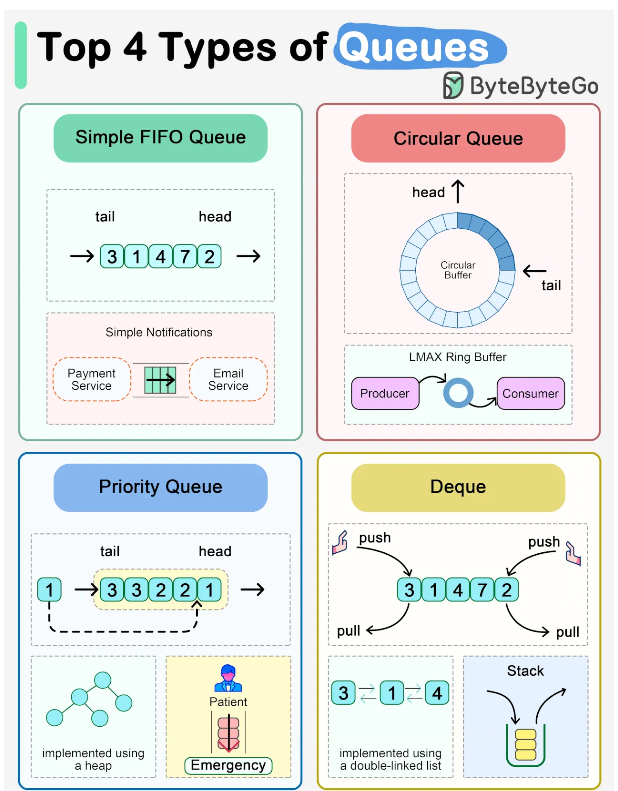 Top 4 Types of Queues
ByteByteGo
Simple FIFO Queue
tail head
3 1 4 7 2
Simple Notifications
Payment
Service
Email
Service
Circular Queue
head
Circular
Buffer
tail
LMAX Ring Buffer
Producer
Consumer
Priority Queue
tail head
1 3 3 2 2 1
implemented using
a heap
Patient
Emergency
Deque
push push
3 1 4 7 2
pull pull
3 1 4
implemented using
a double-linked list
Stack